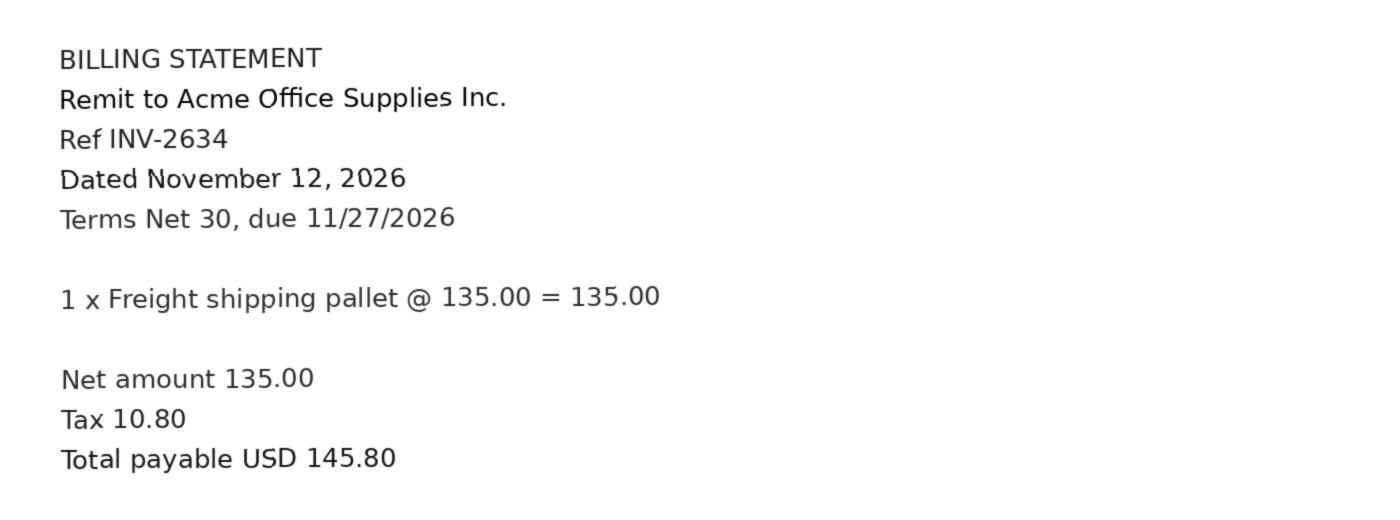 BILLING STATEMENT
Remit to Acme Office Supplies Inc.
Ref INV-2634
Dated November 12, 2026
Terms Net 30, due 11/27/2026
1 x Freight shipping pallet @ 135.00 = 135.00
Net amount 135.00
Tax 10.80
Total payable USD 145.80